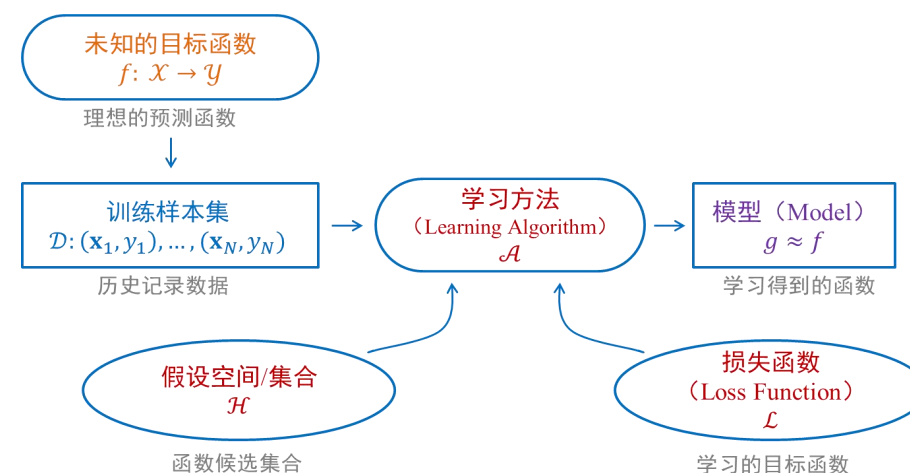 未知的目标函数
f: 𝒳 → 𝒴
理想的预测函数
训练样本集
𝒟: (𝐱₁, y₁), …, (𝐱_N, y_N)
历史记录数据
学习方法
（Learning Algorithm）
𝒜
模型（Model）
g ≈ f
学习得到的函数
假设空间/集合
ℋ
函数候选集合
损失函数
（Loss Function）
ℒ
学习的目标函数